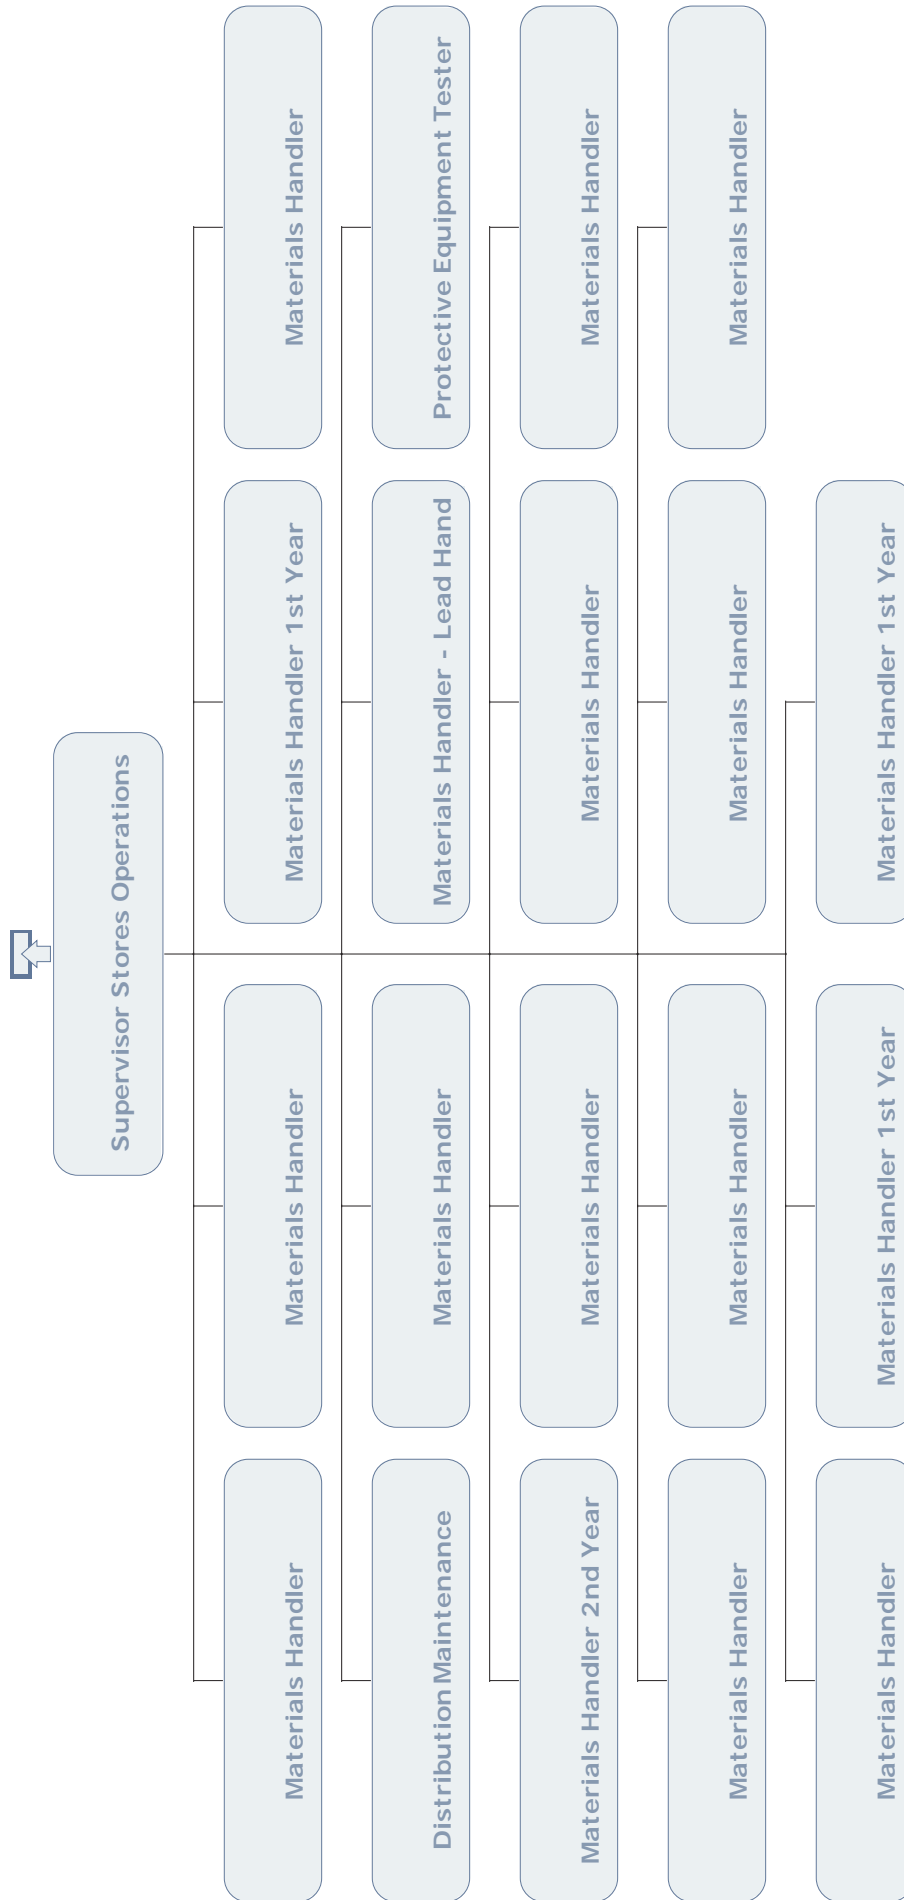 Supervisor Stores Operations
Materials Handler
Materials Handler
Materials Handler 1st Year
Materials Handler
Distribution Maintenance
Materials Handler
Materials Handler - Lead Hand
Protective Equipment Tester
Materials Handler 2nd Year
Materials Handler
Materials Handler
Materials Handler
Materials Handler
Materials Handler
Materials Handler
Materials Handler
Materials Handler
Materials Handler 1st Year
Materials Handler 1st Year